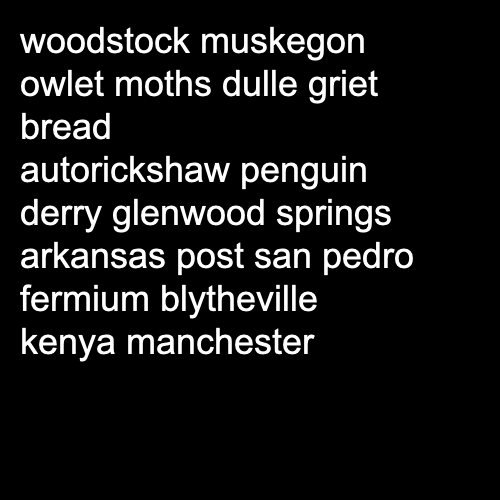 woodstock muskegon
owlet moths dulle griet
bread
autorickshaw penguin
derry glenwood springs
arkansas post san pedro
fermium blytheville
kenya manchester